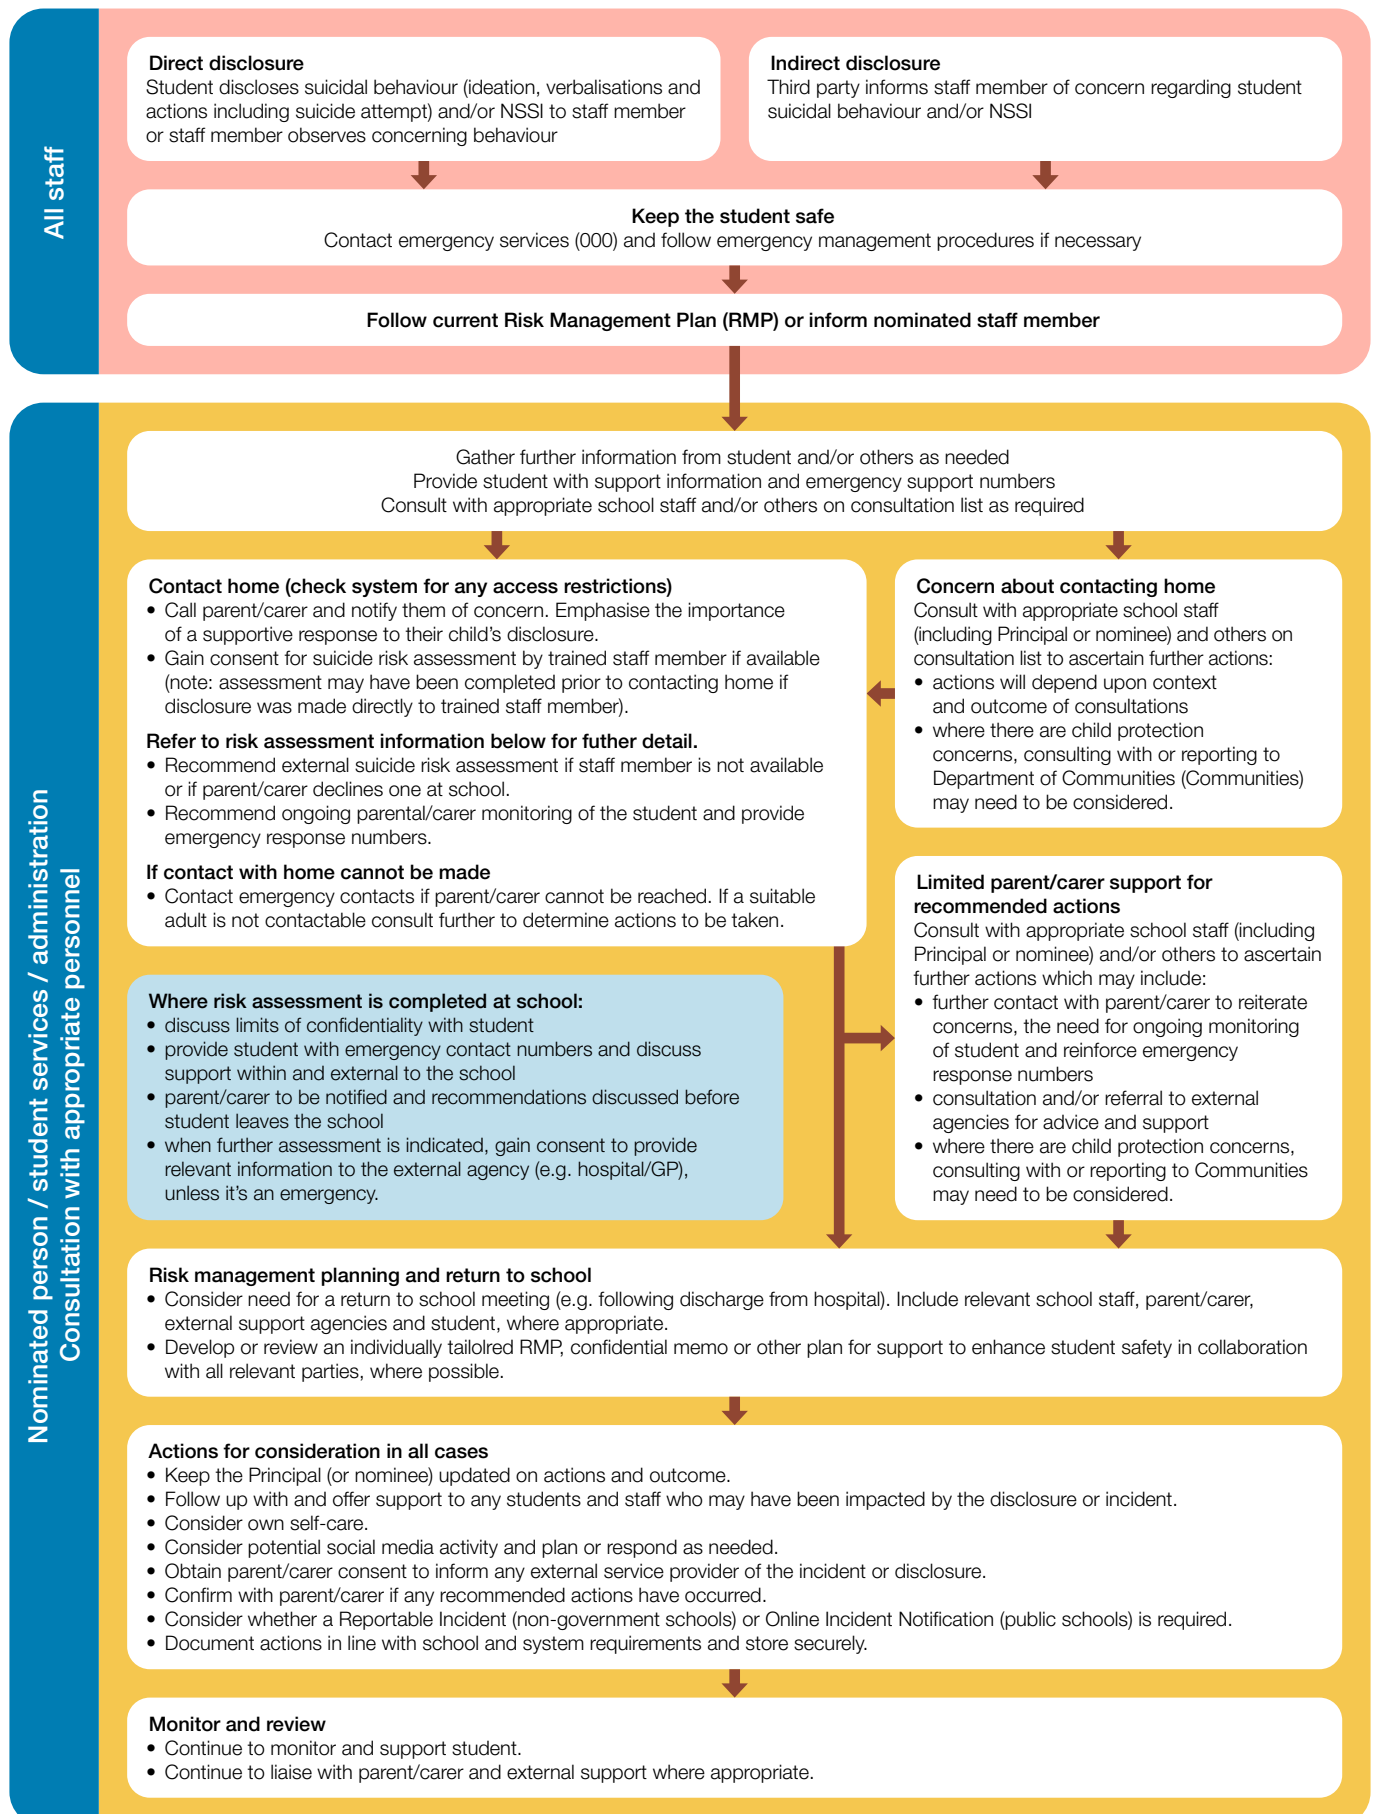 All staff
Direct disclosure
Student discloses suicidal behaviour (ideation, verbalisations and
actions including suicide attempt) and/or NSSI to staff member
or staff member observes concerning behaviour
Indirect disclosure
Third party informs staff member of concern regarding student
suicidal behaviour and/or NSSI
Keep the student safe
Contact emergency services (000) and follow emergency management procedures if necessary
Follow current Risk Management Plan (RMP) or inform nominated staff member
Nominated person / student services / administration
Consultation with appropriate personnel
Gather further information from student and/or others as needed
Provide student with support information and emergency support numbers
Consult with appropriate school staff and/or others on consultation list as required
Contact home (check system for any access restrictions)
• Call parent/carer and notify them of concern. Emphasise the importance
of a supportive response to their child's disclosure.
• Gain consent for suicide risk assessment by trained staff member if available
(note: assessment may have been completed prior to contacting home if
disclosure was made directly to trained staff member).
Refer to risk assessment information below for futher detail.
• Recommend external suicide risk assessment if staff member is not available
or if parent/carer declines one at school.
• Recommend ongoing parental/carer monitoring of the student and provide
emergency response numbers.
If contact with home cannot be made
• Contact emergency contacts if parent/carer cannot be reached. If a suitable
adult is not contactable consult further to determine actions to be taken.
Concern about contacting home
Consult with appropriate school staff
(including Principal or nominee) and others on
consultation list to ascertain further actions:
• actions will depend upon context
and outcome of consultations
• where there are child protection
concerns, consulting with or reporting to
Department of Communities (Communities)
may need to be considered.
Limited parent/carer support for
recommended actions
Consult with appropriate school staff (including
Principal or nominee) and/or others to ascertain
further actions which may include:
• further contact with parent/carer to reiterate
concerns, the need for ongoing monitoring
of student and reinforce emergency
response numbers
• consultation and/or referral to external
agencies for advice and support
• where there are child protection concerns,
consulting with or reporting to Communities
may need to be considered.
Where risk assessment is completed at school:
• discuss limits of confidentiality with student
• provide student with emergency contact numbers and discuss
support within and external to the school
• parent/carer to be notified and recommendations discussed before
student leaves the school
• when further assessment is indicated, gain consent to provide
relevant information to the external agency (e.g. hospital/GP),
unless it's an emergency.
Risk management planning and return to school
• Consider need for a return to school meeting (e.g. following discharge from hospital). Include relevant school staff, parent/carer,
external support agencies and student, where appropriate.
• Develop or review an individually tailolred RMP, confidential memo or other plan for support to enhance student safety in collaboration
with all relevant parties, where possible.
Actions for consideration in all cases
• Keep the Principal (or nominee) updated on actions and outcome.
• Follow up with and offer support to any students and staff who may have been impacted by the disclosure or incident.
• Consider own self-care.
• Consider potential social media activity and plan or respond as needed.
• Obtain parent/carer consent to inform any external service provider of the incident or disclosure.
• Confirm with parent/carer if any recommended actions have occurred.
• Consider whether a Reportable Incident (non-government schools) or Online Incident Notification (public schools) is required.
• Document actions in line with school and system requirements and store securely.
Monitor and review
• Continue to monitor and support student.
• Continue to liaise with parent/carer and external support where appropriate.